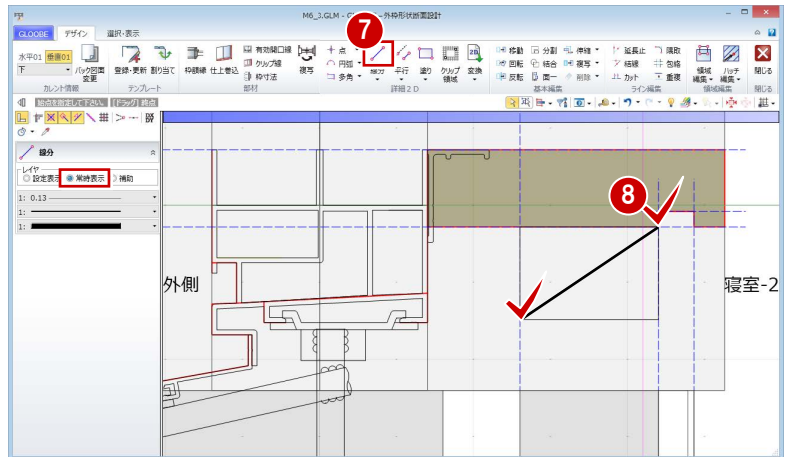 M6_3.GLM - G
- 外枠形状断面設計
7
GLOOBE デザイン 選択・表示
水平01 垂直01
下
バック図面
変更
カレント情報
登録・更新 割り当て
テンプレート
枠額縁 仕上巻込
有効開口線
クリップ線
枠寸法
複写
部材
点
円弧
多角
線分 平行 塗り クリップ
領域
変換
詳細2D
移動 分割 伸縮
回転 結合 複写
反転 面一 削除
基本編集
延長止 隅取
結線 包絡
カット 重複
ライン編集
領域
編集
ハッチ
編集
領域編集
閉じる
閉じる
始点を指定して下さい。 [[ドラッグ] 終点
線分
レイヤ
設定表示 常時表示 補助
1: 0.13
1:
1:
8
外側
寝室-2